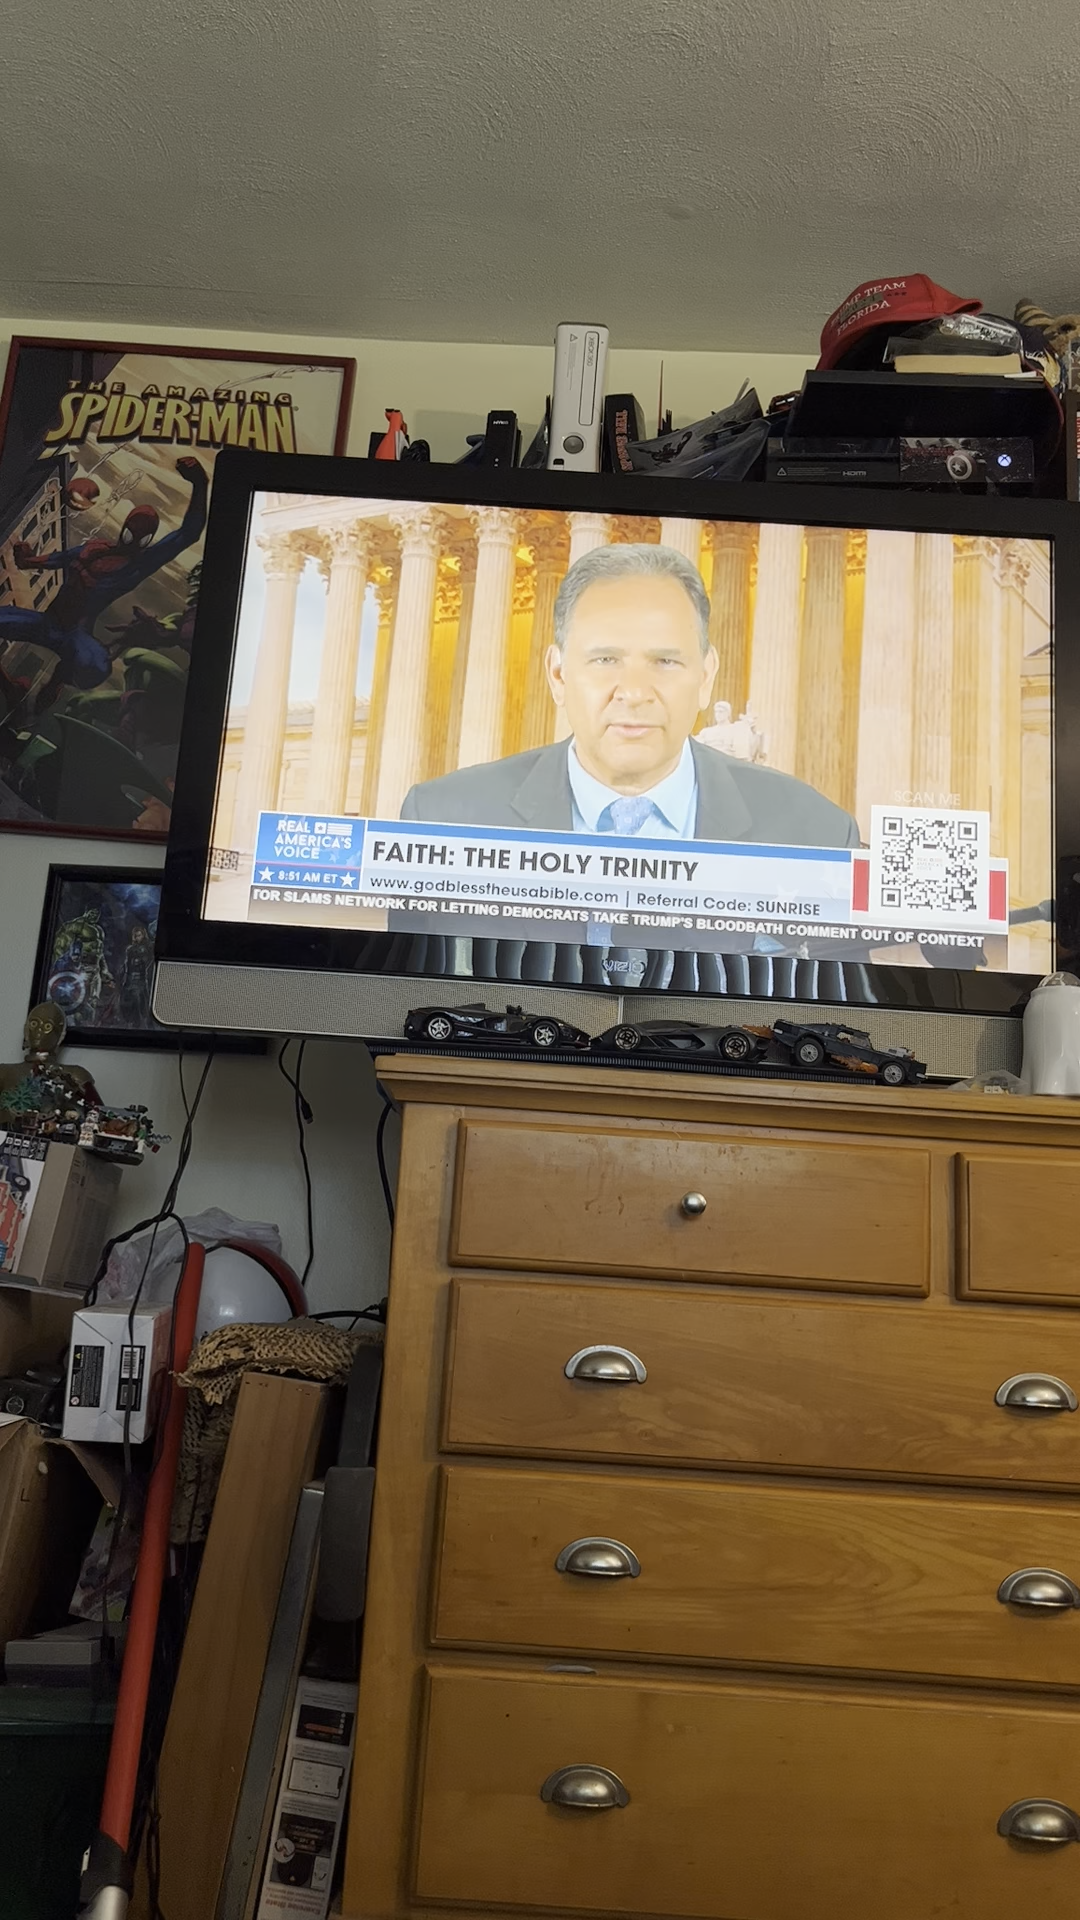 TRUMP TEAM
FLORIDA
THE AMAZING
SPIDER-MAN
XBOX 360
HDMI
SCAN ME
REAL
AMERICA'S
VOICE
8:51 AM ET
FAITH: THE HOLY TRINITY
www.godblesstheusabible.com | Referral Code: SUNRISE
TOR SLAMS NETWORK FOR LETTING DEMOCRATS TAKE TRUMP'S BLOODBATH COMMENT OUT OF CONTEXT
VIZIO